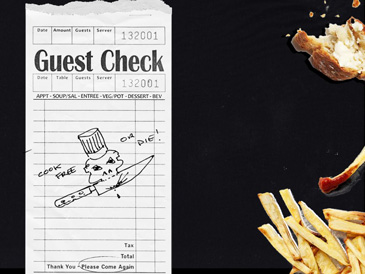 Date Amount Guests Server
132001
Guest Check
Date Table Guests Server
132001
APPT - SOUP/SAL - ENTREE - VEG/POT - DESSERT - BEV
COOK FREE OR DIE!
Tax
Total
Thank You - Please Come Again